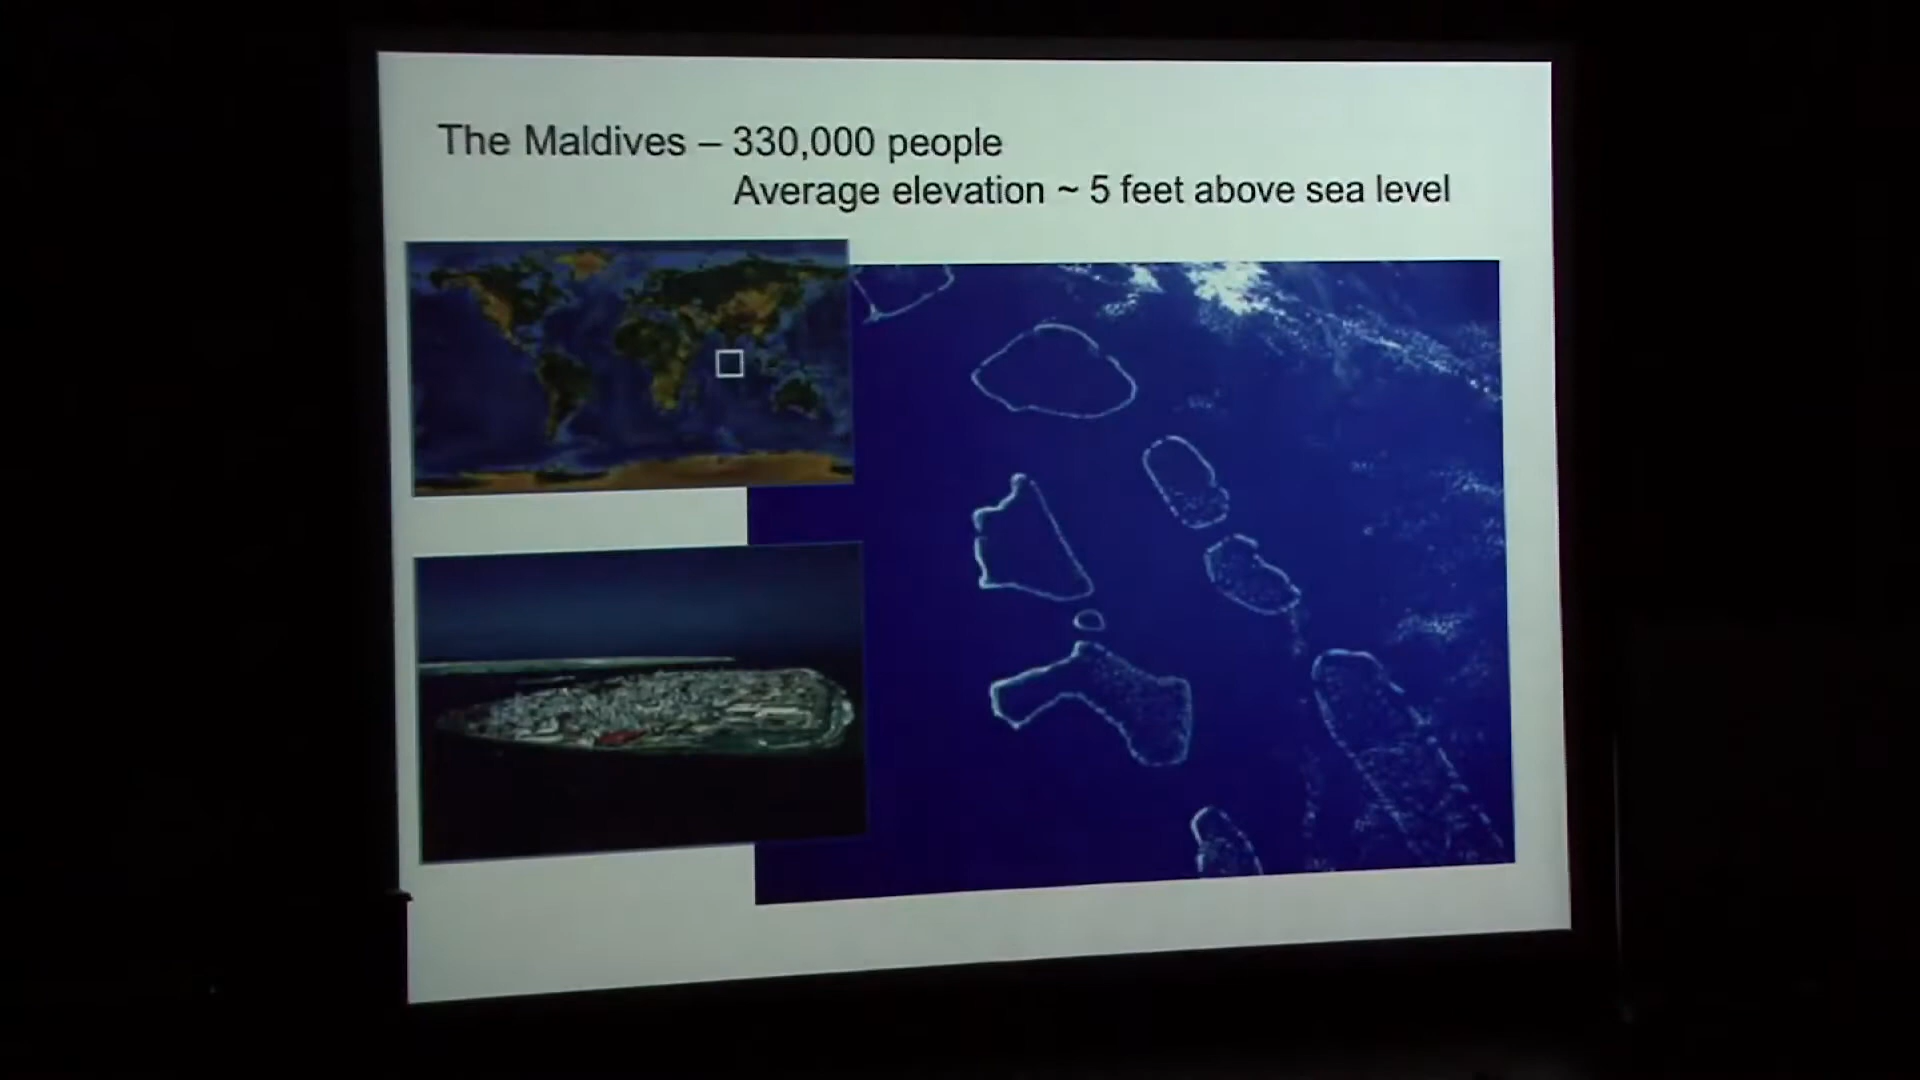 The Maldives – 330,000 people
Average elevation ~ 5 feet above sea level